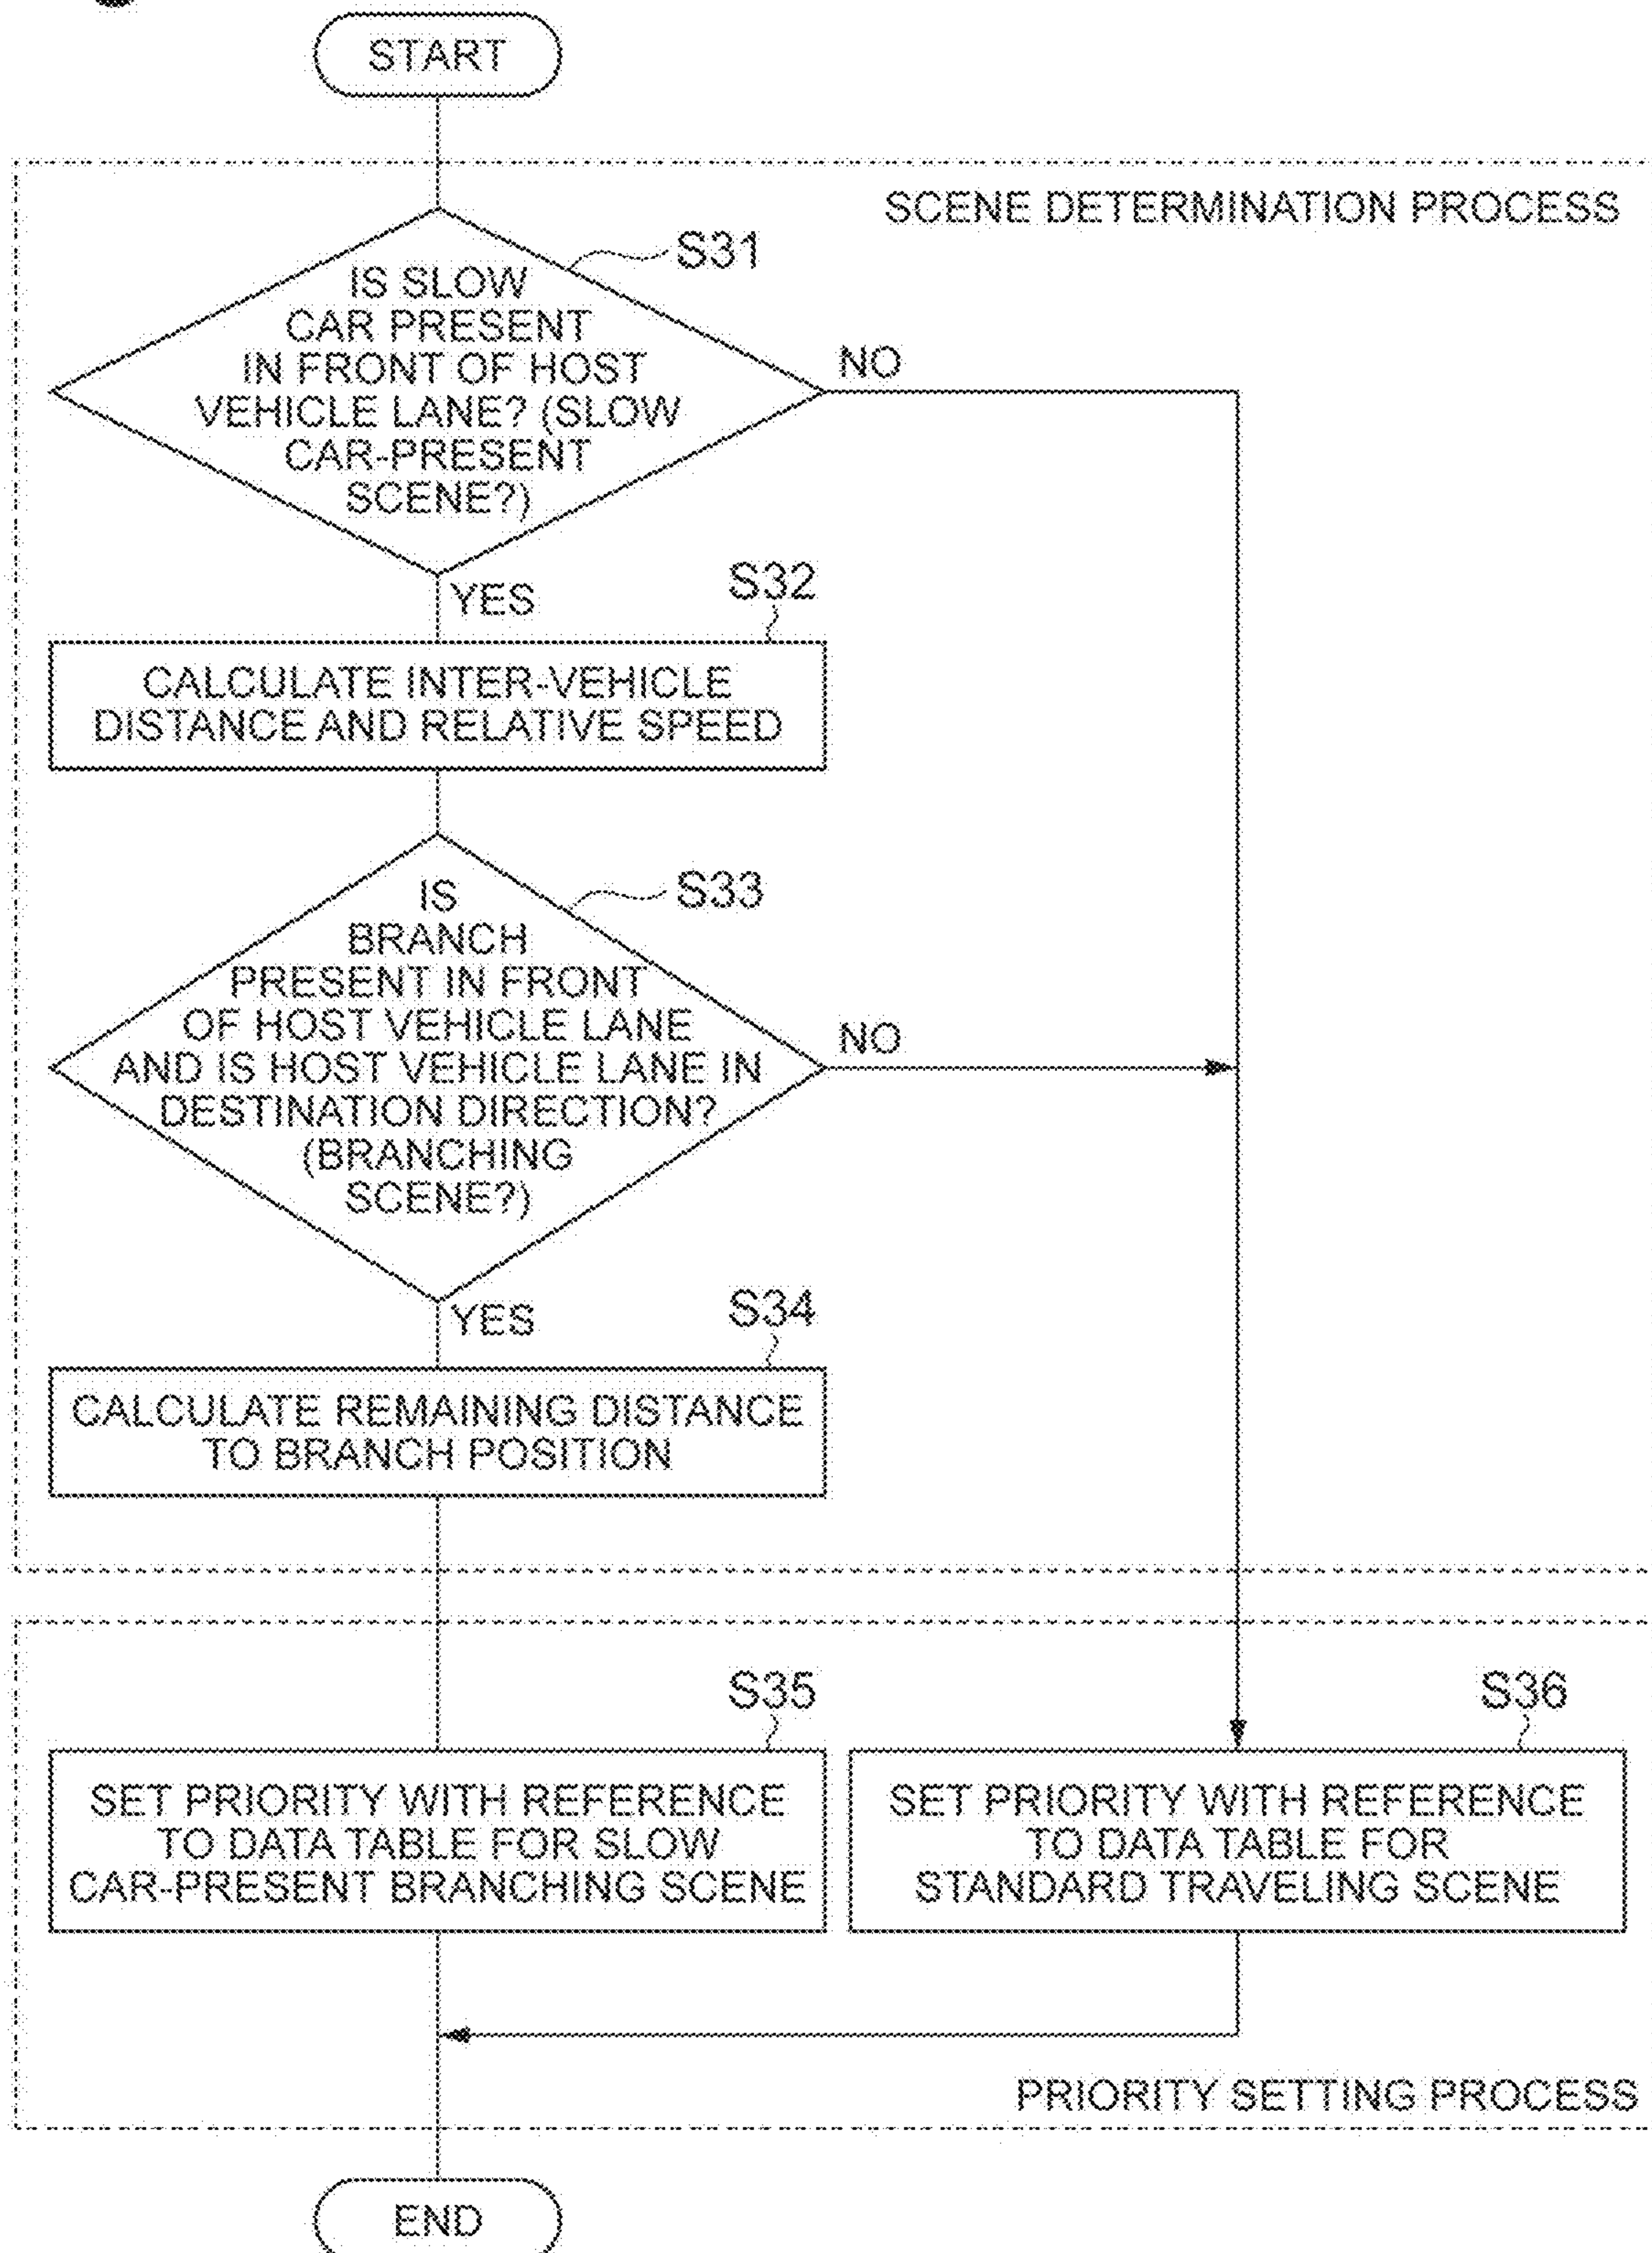 START
SCENE DETERMINATION PROCESS
S31
IS SLOW
CAR PRESENT
IN FRONT OF HOST
VEHICLE LANE? (SLOW
CAR-PRESENT
SCENE?)
NO
YES
S32
CALCULATE INTER-VEHICLE
DISTANCE AND RELATIVE SPEED
S33
IS
BRANCH
PRESENT IN FRONT
OF HOST VEHICLE LANE
AND IS HOST VEHICLE LANE IN
DESTINATION DIRECTION?
(BRANCHING
SCENE?)
NO
YES
S34
CALCULATE REMAINING DISTANCE
TO BRANCH POSITION
S35
SET PRIORITY WITH REFERENCE
TO DATA TABLE FOR SLOW
CAR-PRESENT BRANCHING SCENE
S36
SET PRIORITY WITH REFERENCE
TO DATA TABLE FOR
STANDARD TRAVELING SCENE
PRIORITY SETTING PROCESS
END